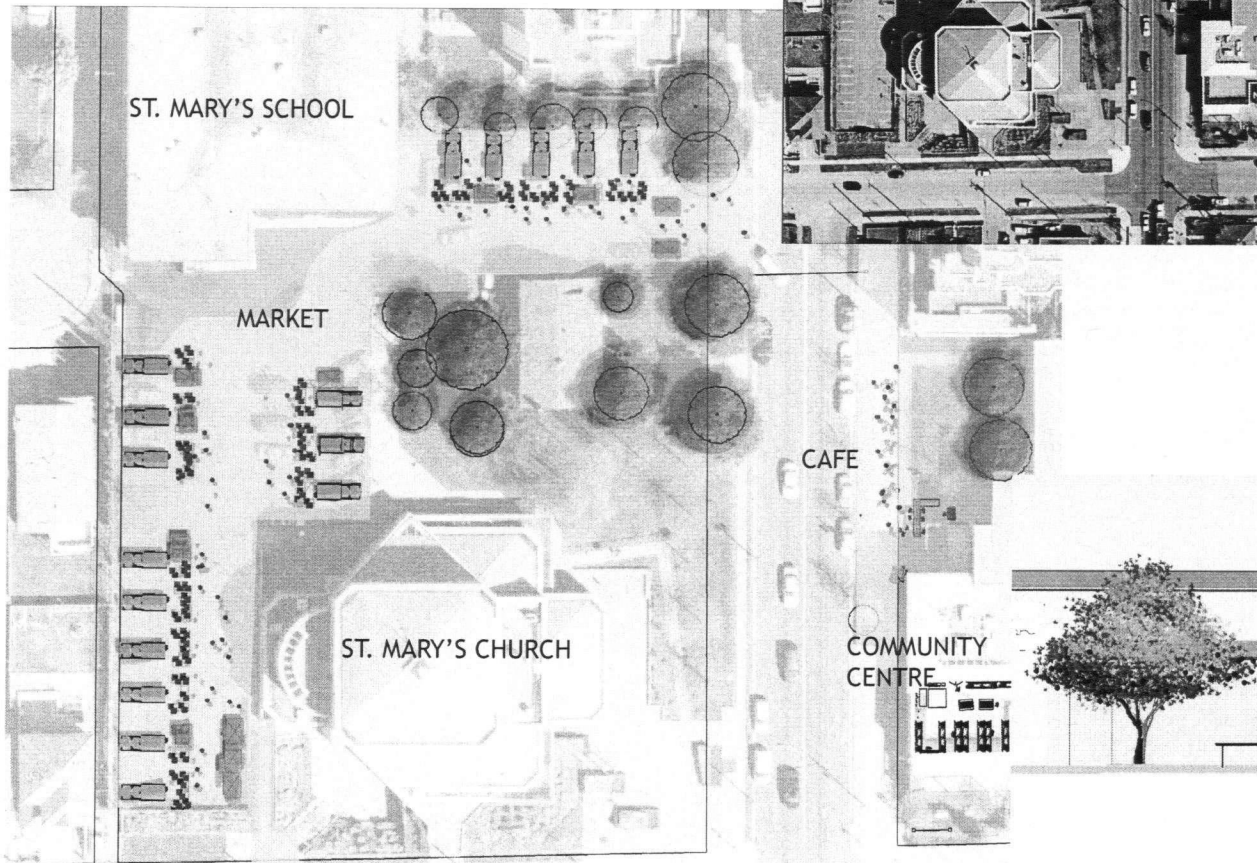 ST. MARY'S SCHOOL
MARKET
CAFE
ST. MARY'S CHURCH
COMMUNITY
CENTRE